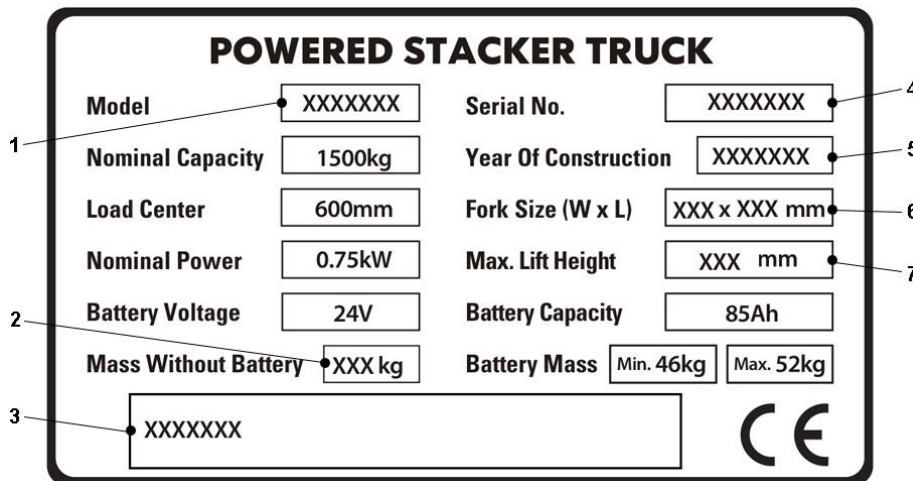 POWERED STACKER TRUCK
Model XXXXXXX Serial No. XXXXXXX
Nominal Capacity 1500kg Year Of Construction XXXXXXX
Load Center 600mm Fork Size (W x L) XXX x XXX mm
Nominal Power 0.75kW Max. Lift Height XXX mm
Battery Voltage 24V Battery Capacity 85Ah
Mass Without Battery XXX kg Battery Mass Min. 46kg Max. 52kg
XXXXXXX CE
1
2
3
4
5
6
7